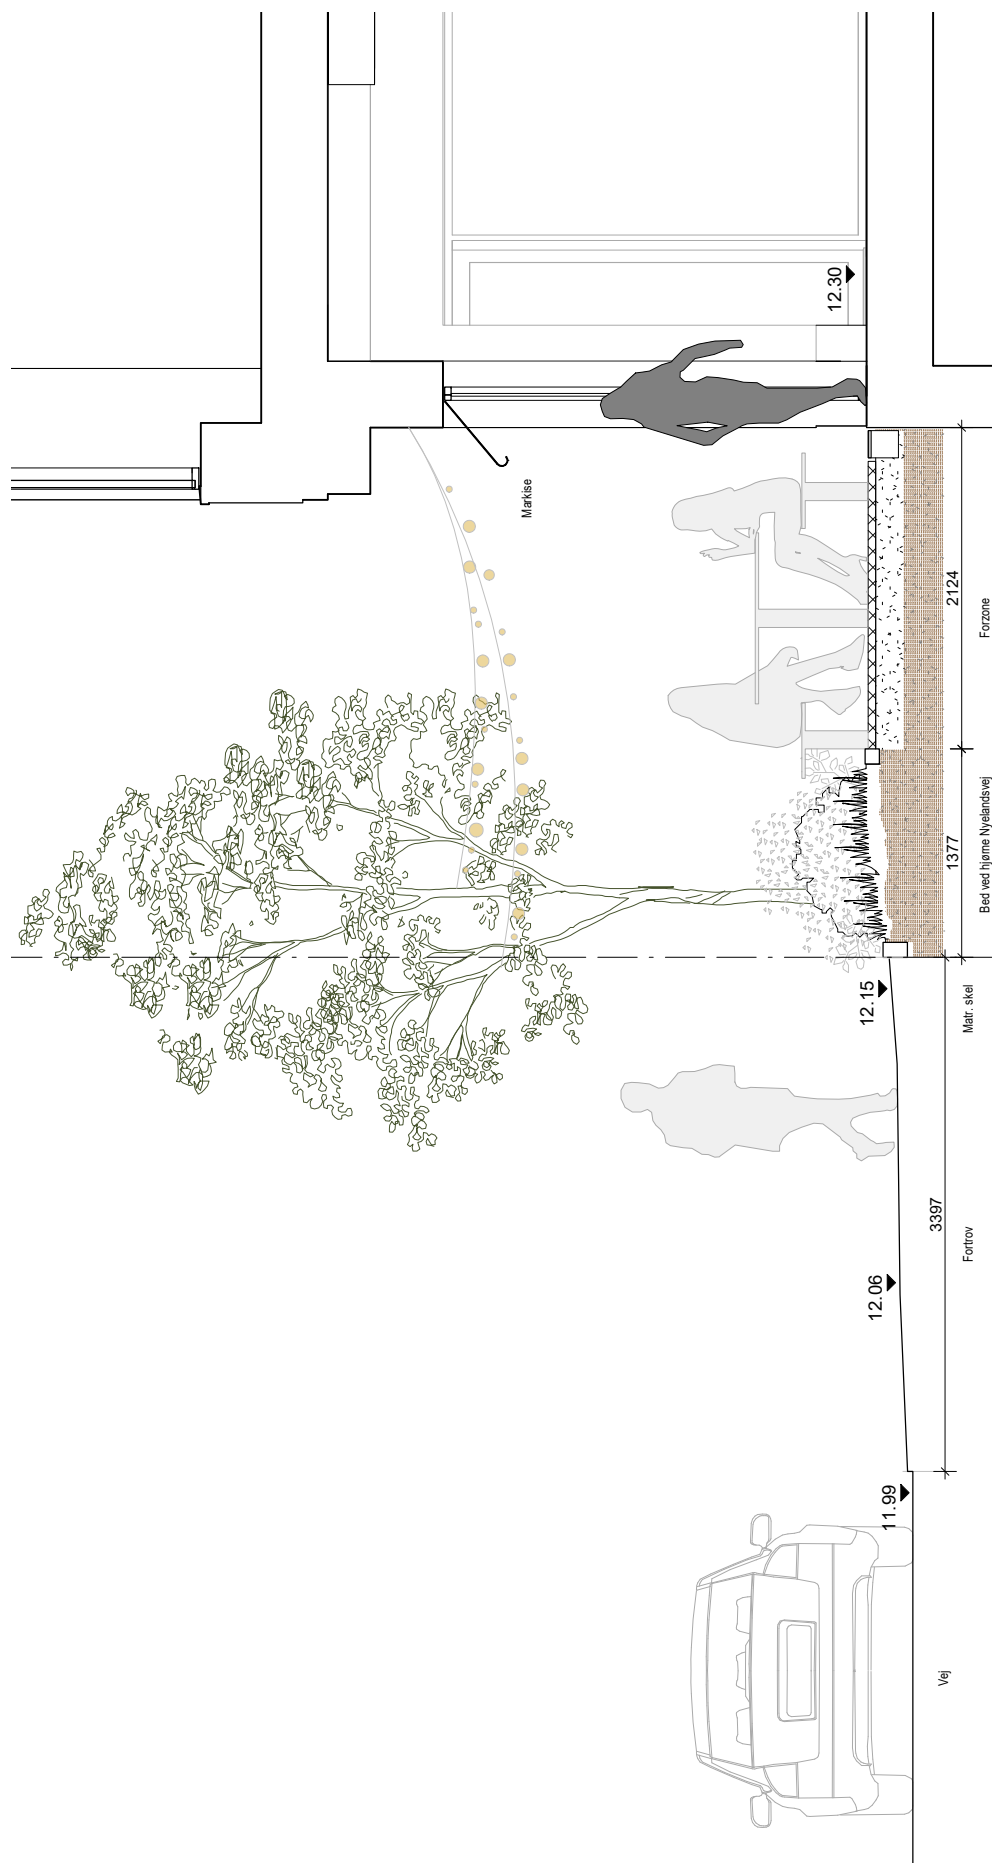 Markise
12.30
2124
Forzone
1377
Bed ved hjørne Nyelandsvej
12.15
Matr. skel
3397
Fortrov
12.06
11.99
Vej